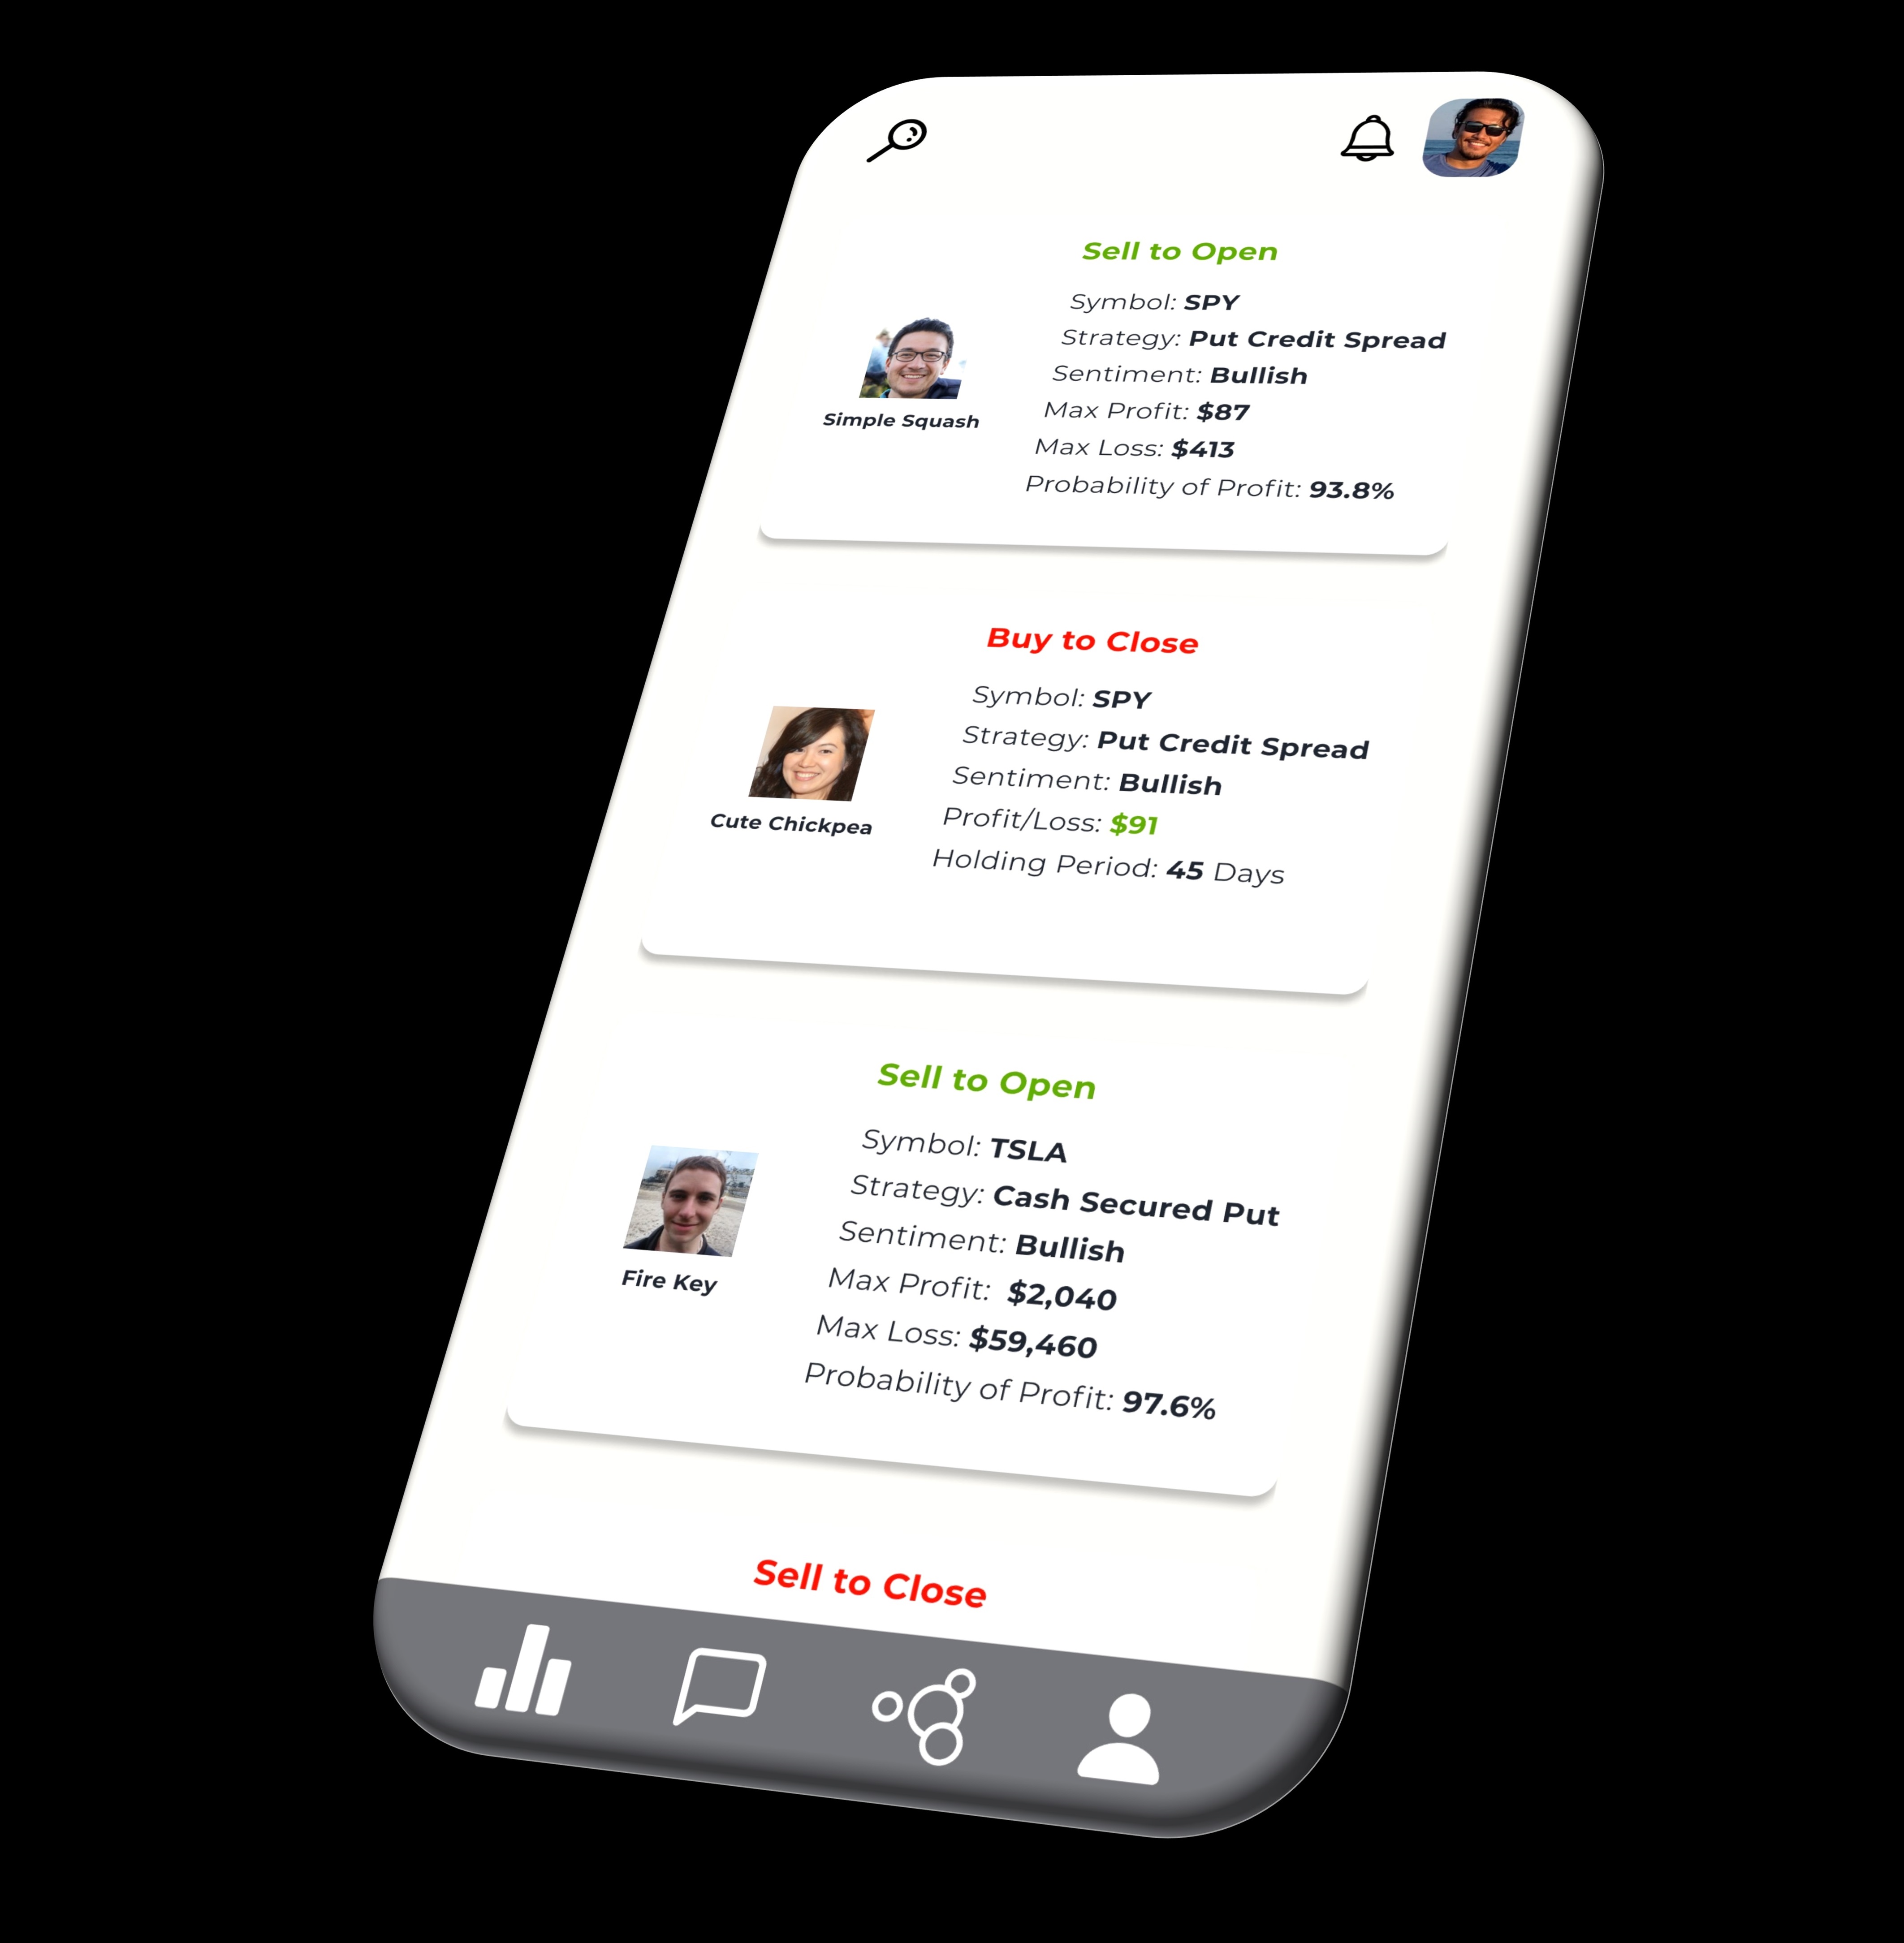 Sell to Open
Symbol: SPY
Strategy: Put Credit Spread
Sentiment: Bullish
Max Profit: $87
Max Loss: $413
Probability of Profit: 93.8%
Simple Squash
Buy to Close
Symbol: SPY
Strategy: Put Credit Spread
Sentiment: Bullish
Profit/Loss: $91
Holding Period: 45 Days
Cute Chickpea
Sell to Open
Symbol: TSLA
Strategy: Cash Secured Put
Sentiment: Bullish
Max Profit: $2,040
Max Loss: $59,460
Probability of Profit: 97.6%
Fire Key
Sell to Close